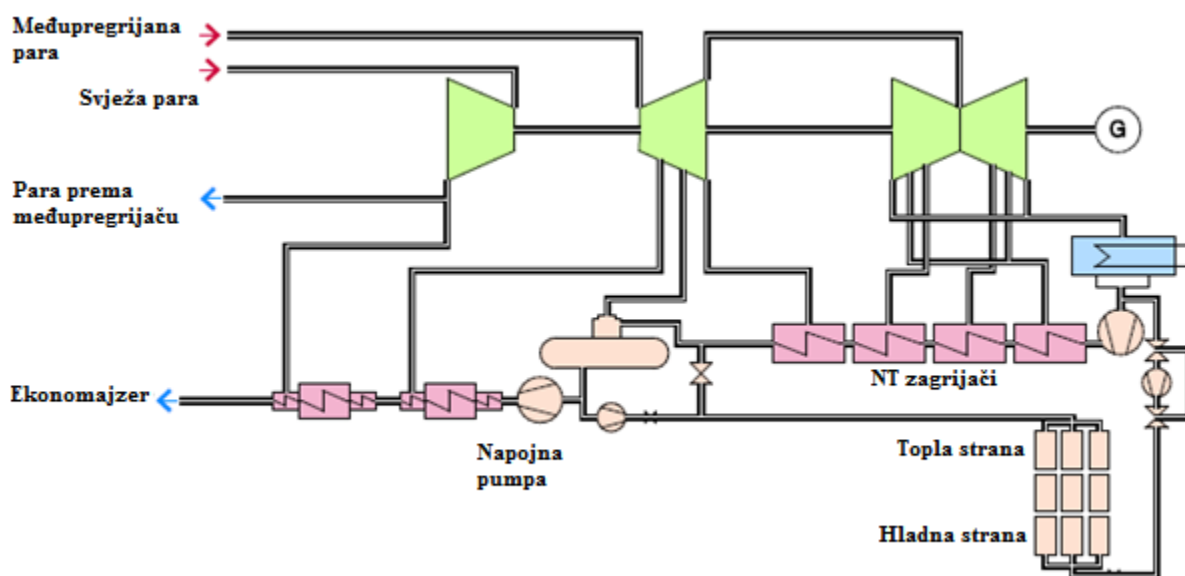 Međupregrijana
para
Svježa para
G
Para prema
međupregrijaču
NT zagrijači
Ekonomajzer
Napojna
pumpa
Topla strana
Hladna strana